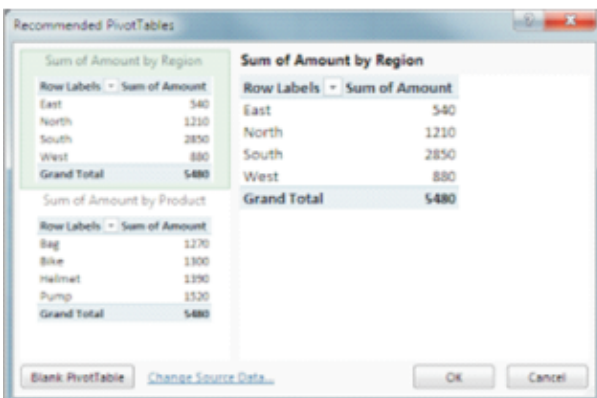 Recommended PivotTables
Sum of Amount by Region
Row Labels Sum of Amount
East 540
North 1210
South 2850
West 880
Grand Total 5480
Sum of Amount by Product
Row Labels Sum of Amount
Bag 1270
Bike 1300
Helmet 1390
Pump 1520
Grand Total 5480
Sum of Amount by Region
Row Labels Sum of Amount
East 540
North 1210
South 2850
West 880
Grand Total 5480
Blank PivotTable Change Source Data... OK Cancel